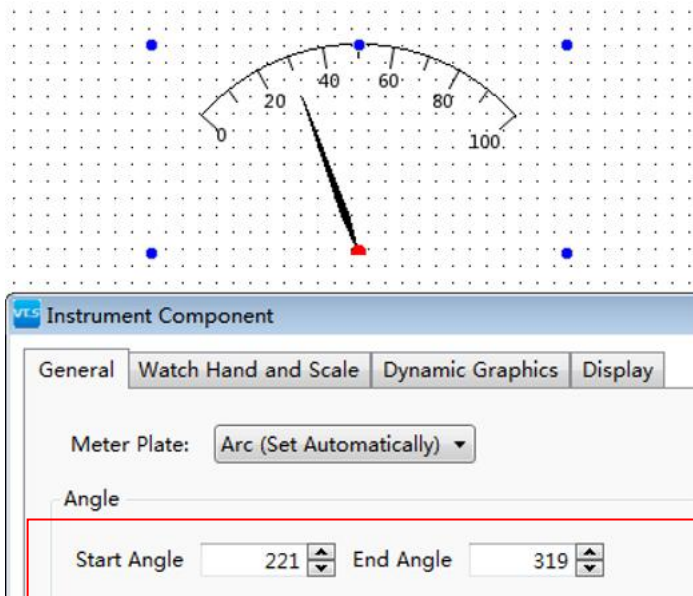 40 60
20 80
0 100
VTS Instrument Component
General Watch Hand and Scale Dynamic Graphics Display
Meter Plate: Arc (Set Automatically)
Angle
Start Angle 221 End Angle 319